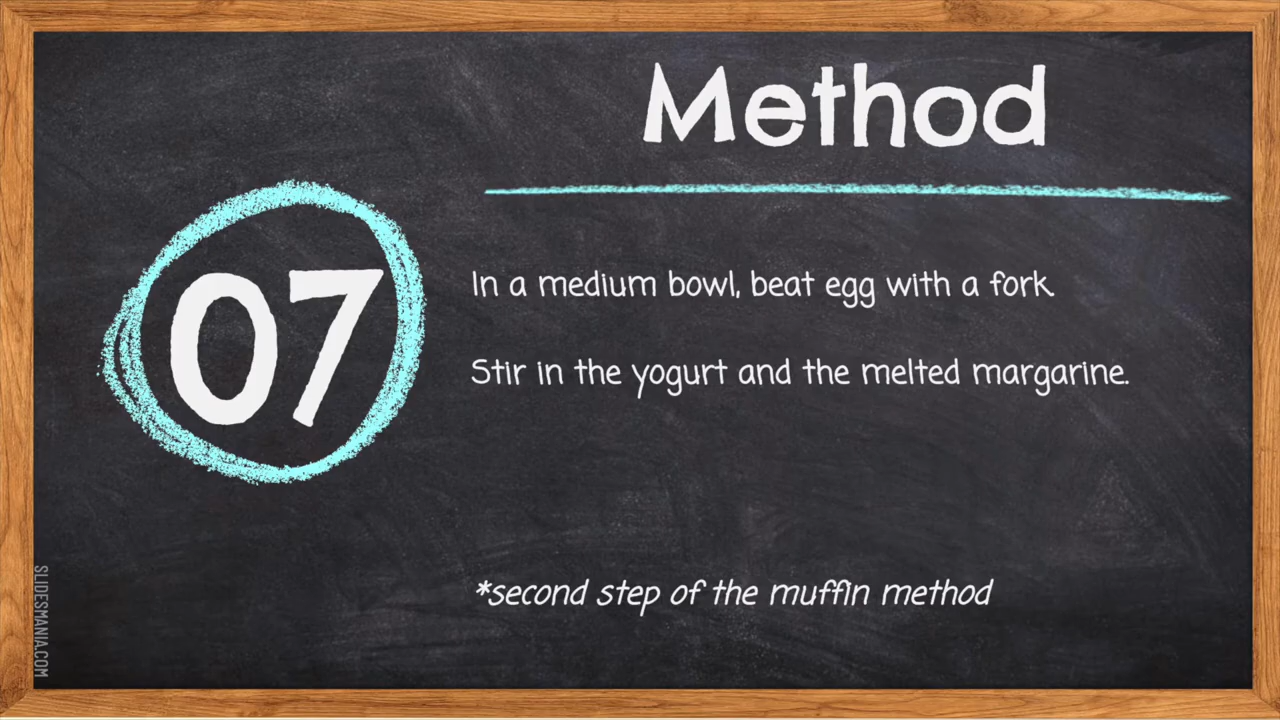 Method
07
In a medium bowl, beat egg with a fork.
Stir in the yogurt and the melted margarine.
*second step of the muffin method
SLIDESMANIA.COM